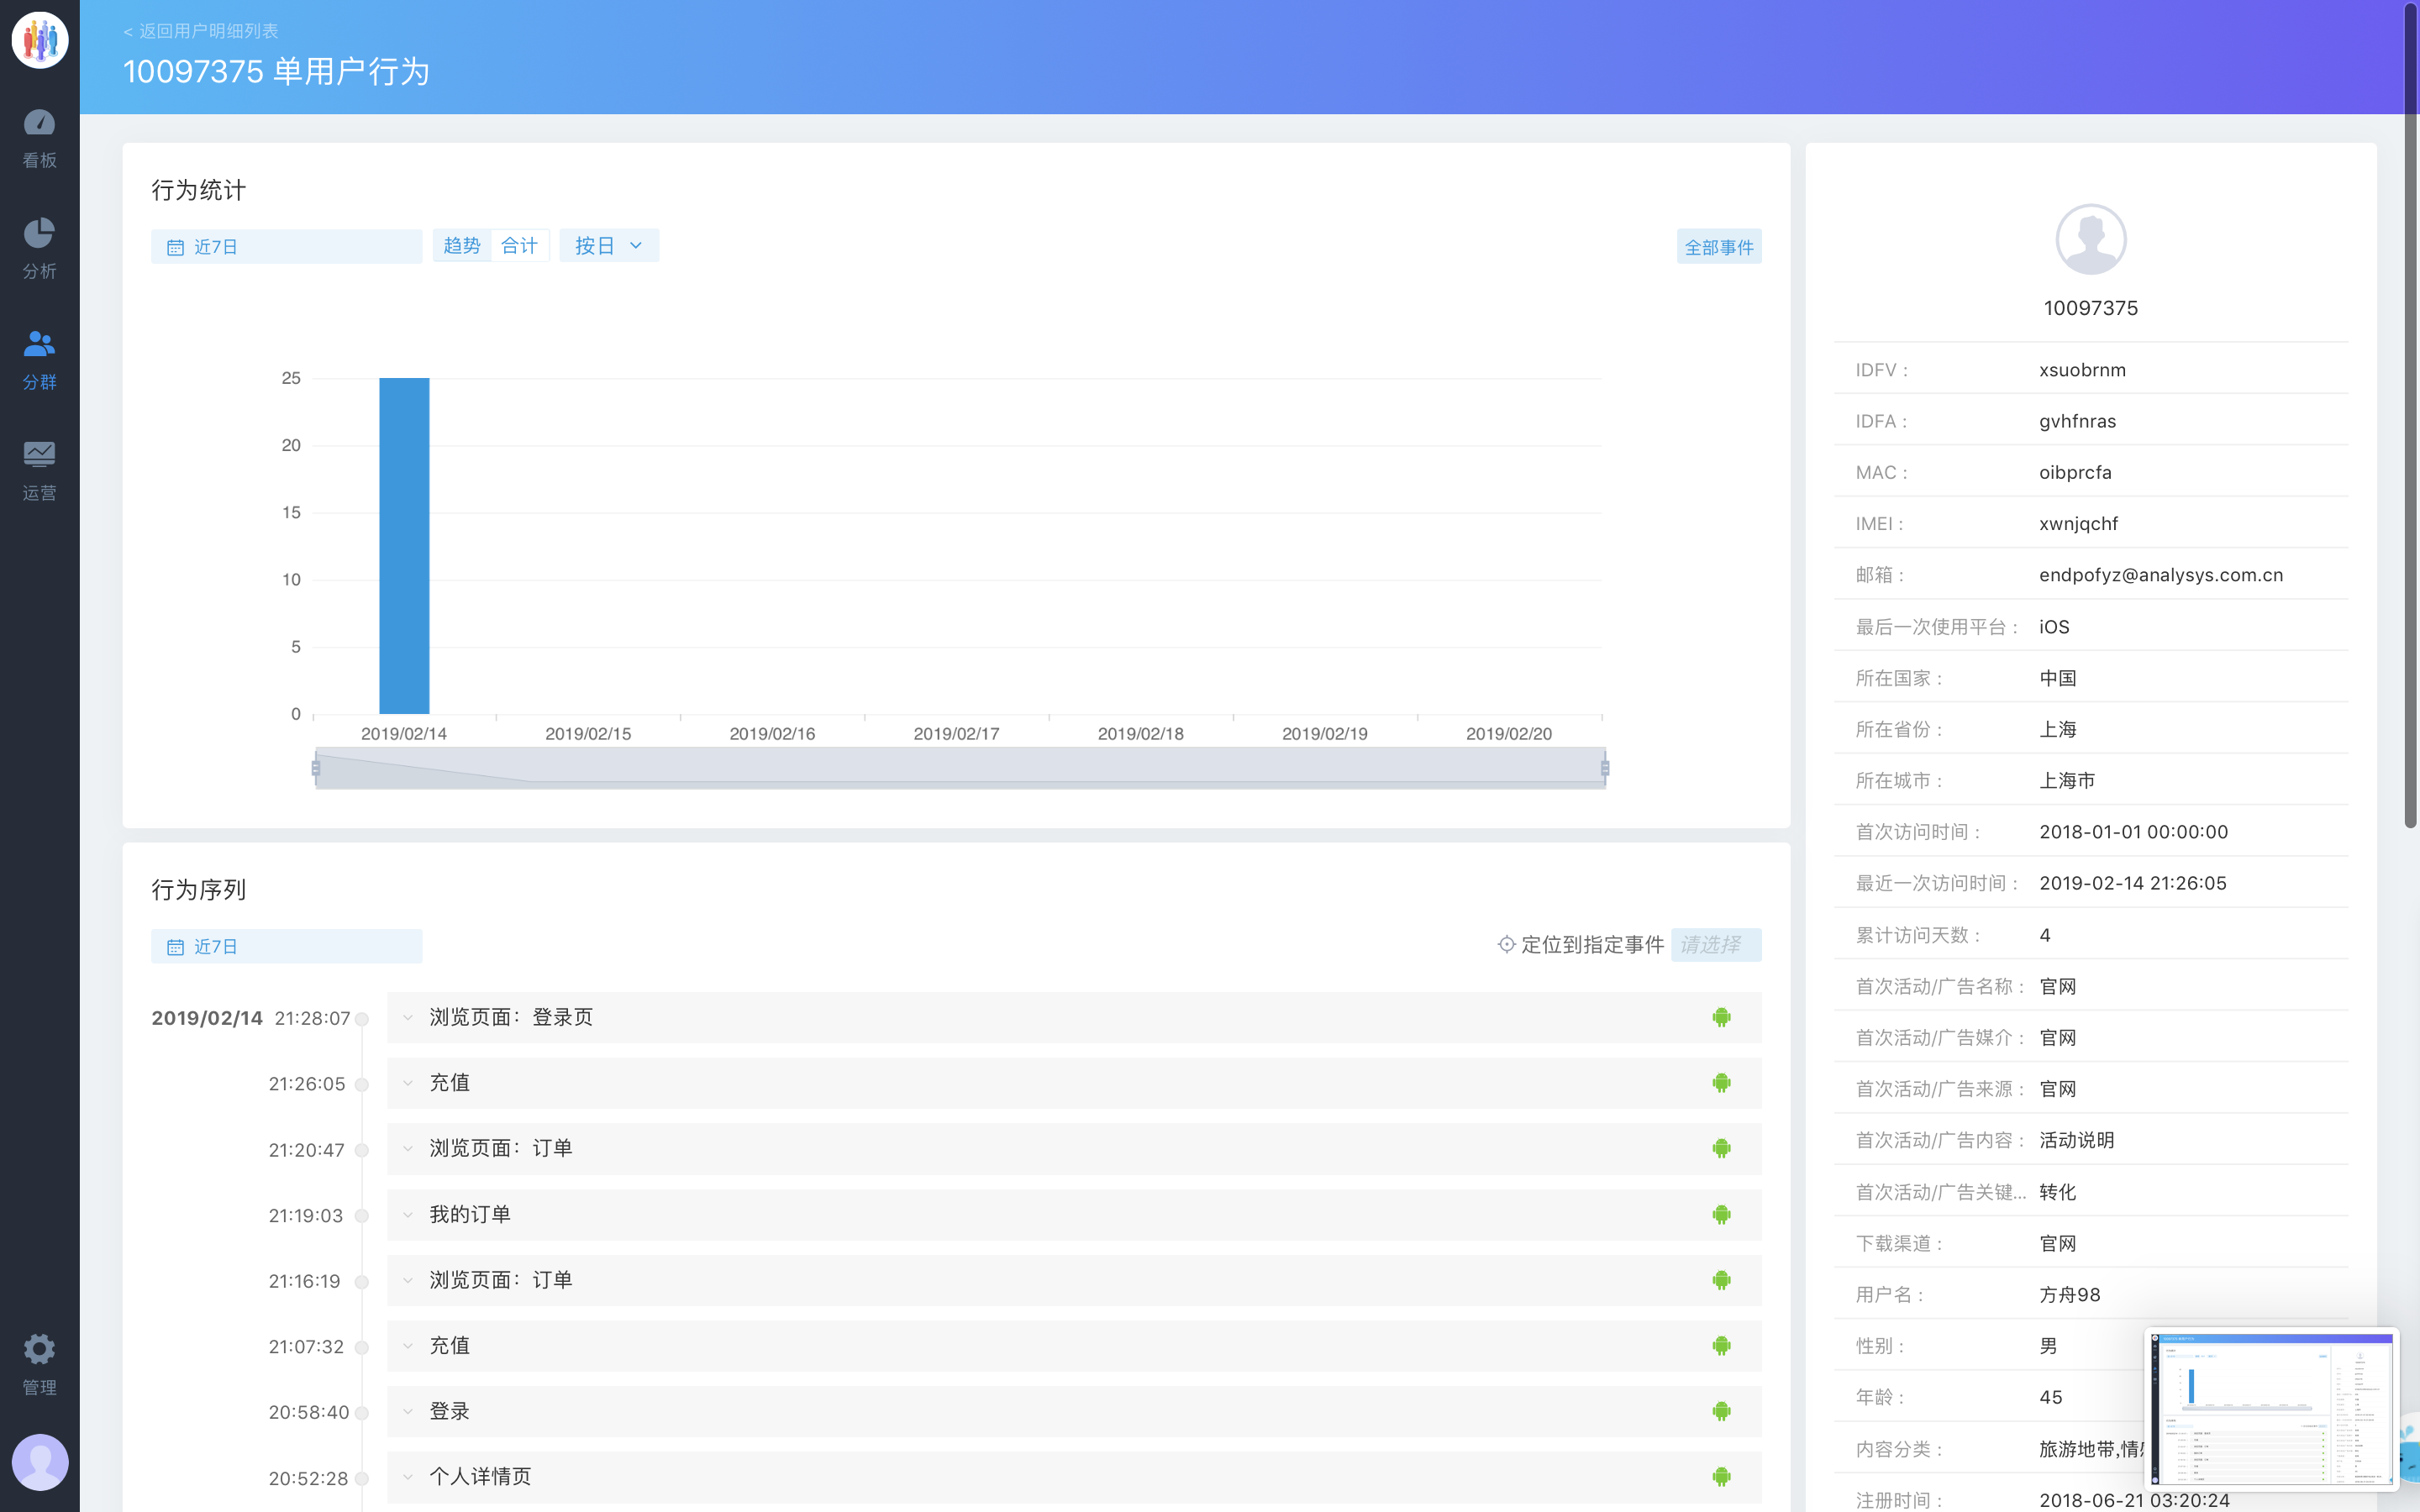 < 返回用户明细列表
10097375 单用户行为
看板
分析
分群
运营
管理
行为统计
近7日
趋势 合计 按日
全部事件
25
20
15
10
5
0
2019/02/14 2019/02/15 2019/02/16 2019/02/17 2019/02/18 2019/02/19 2019/02/20
行为序列
近7日
定位到指定事件 请选择
2019/02/14 21:28:07 浏览页面：登录页
21:26:05 充值
21:20:47 浏览页面：订单
21:19:03 我的订单
21:16:19 浏览页面：订单
21:07:32 充值
20:58:40 登录
20:52:28 个人详情页
10097375
IDFV : xsuobrnm
IDFA : gvhfnras
MAC : oibprcfa
IMEI : xwnjqchf
邮箱 : endpofyz@analysys.com.cn
最后一次使用平台 : iOS
所在国家 : 中国
所在省份 : 上海
所在城市 : 上海市
首次访问时间 : 2018-01-01 00:00:00
最近一次访问时间 : 2019-02-14 21:26:05
累计访问天数 : 4
首次活动/广告名称 : 官网
首次活动/广告媒介 : 官网
首次活动/广告来源 : 官网
首次活动/广告内容 : 活动说明
首次活动/广告关键... 转化
下载渠道 : 官网
用户名 : 方舟98
性别 : 男
年龄 : 45
内容分类 : 旅游地带,情
注册时间 : 2018-06-21 03:20:24